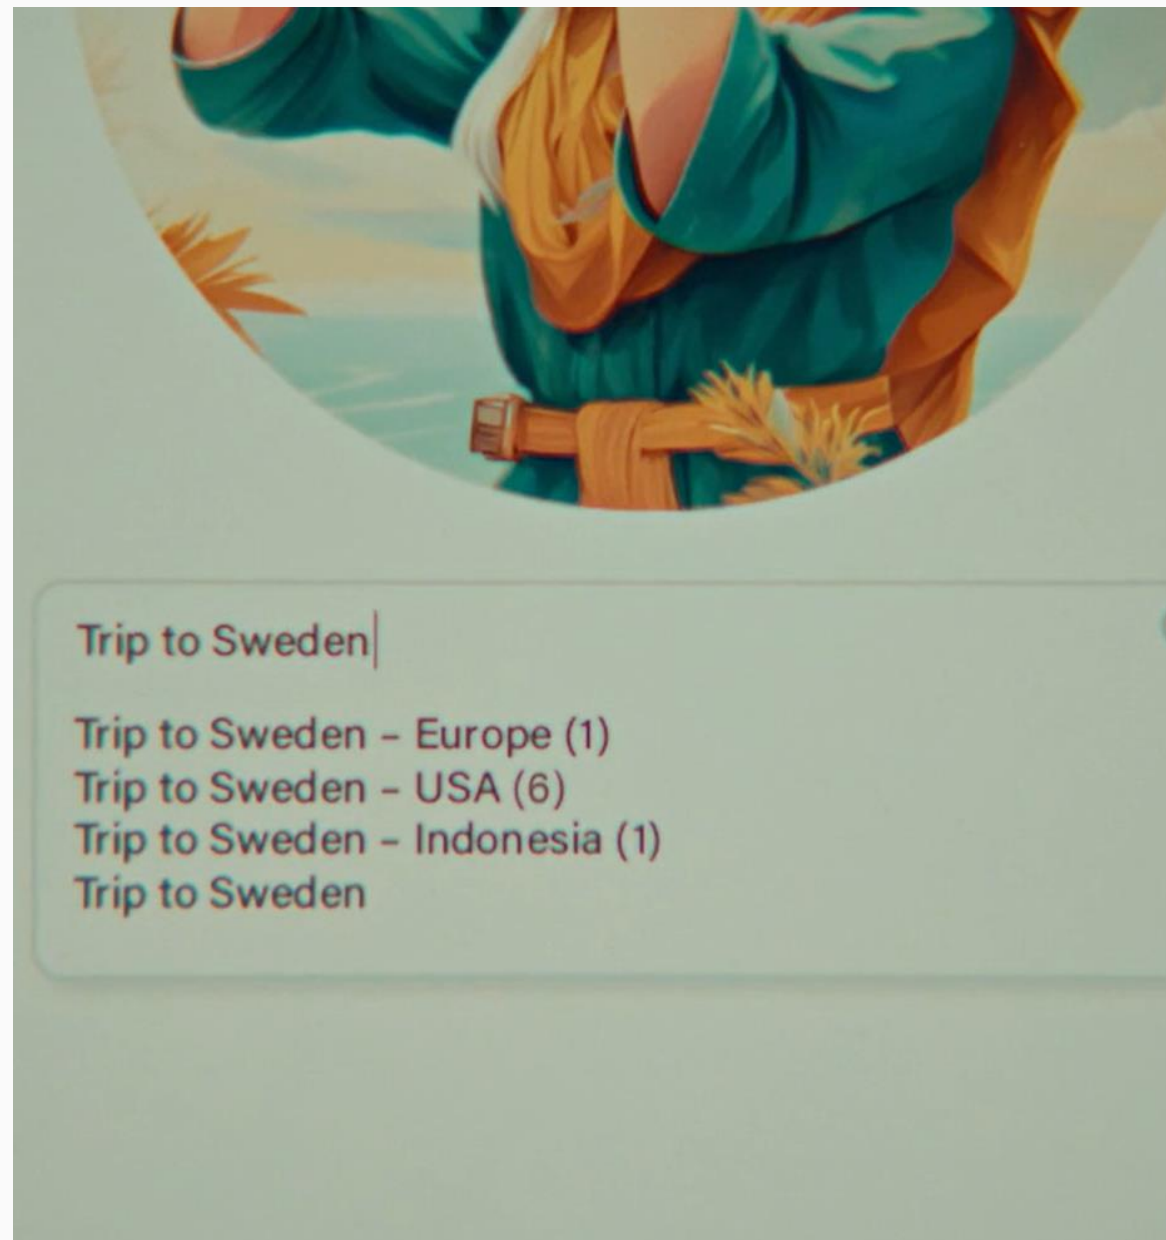 Trip to Sweden
Trip to Sweden – Europe (1)
Trip to Sweden – USA (6)
Trip to Sweden – Indonesia (1)
Trip to Sweden